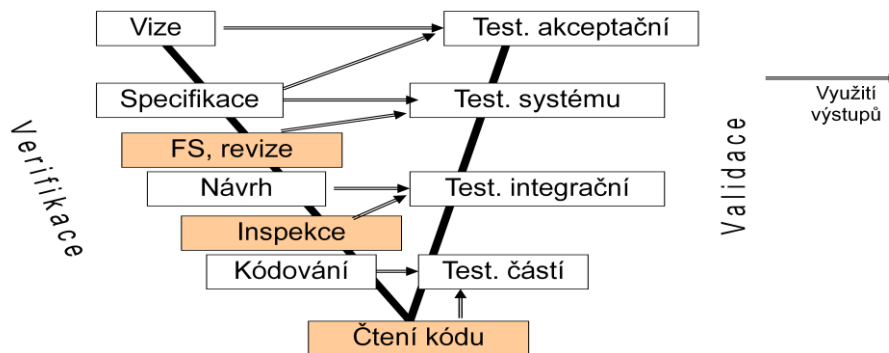 Vize
Test. akceptační
Specifikace
Test. systému
Využití
výstupů
Verifikace
FS, revize
Validace
Návrh
Test. integrační
Inspekce
Kódování
Test. částí
Čtení kódu